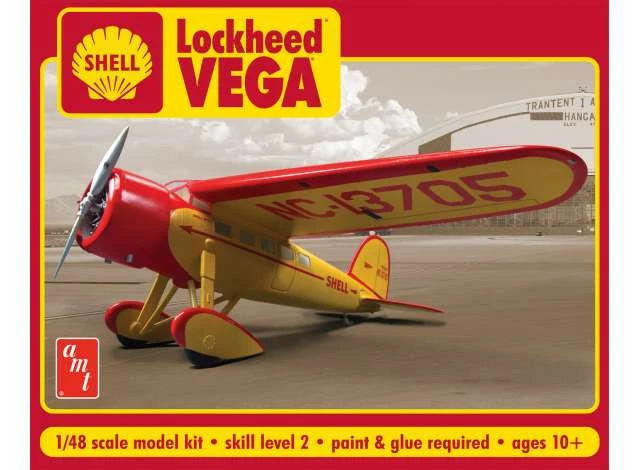 SHELL
Lockheed
VEGA
TRANTENT I A
HANGA
NC-13705
SHELL
amt
1/48 scale model kit • skill level 2 • paint & glue required • ages 10+